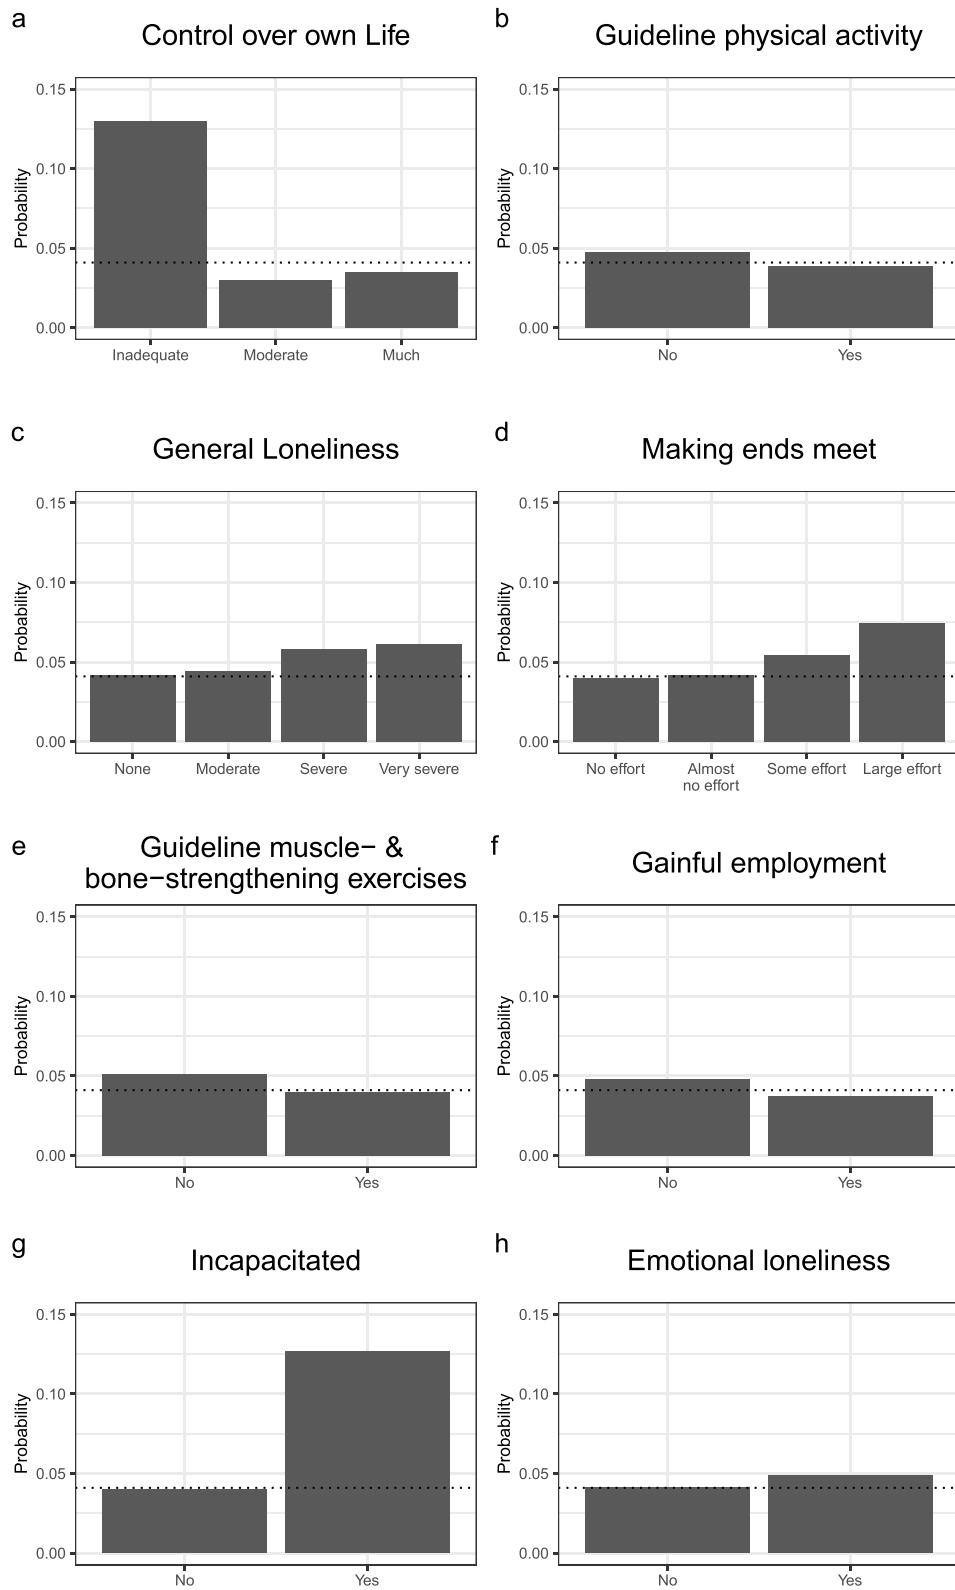 a
Control over own Life
Probability
0.15
0.10
0.05
0.00
Inadequate Moderate Much
b
Guideline physical activity
Probability
0.15
0.10
0.05
0.00
No Yes
c
General Loneliness
Probability
0.15
0.10
0.05
0.00
None Moderate Severe Very severe
d
Making ends meet
Probability
0.15
0.10
0.05
0.00
No effort Almost Some effort Large effort
no effort
e
Guideline muscle− &
bone−strengthening exercises
Probability
0.15
0.10
0.05
0.00
No Yes
f
Gainful employment
Probability
0.15
0.10
0.05
0.00
No Yes
g
Incapacitated
Probability
0.15
0.10
0.05
0.00
No Yes
h
Emotional loneliness
Probability
0.15
0.10
0.05
0.00
No Yes